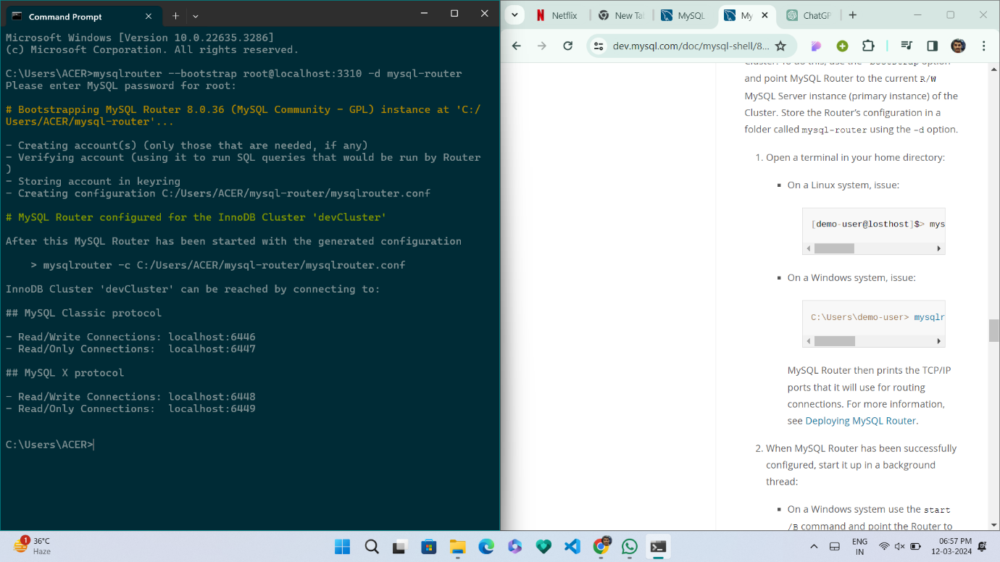 Command Prompt
Microsoft Windows [Version 10.0.22635.3286]
(c) Microsoft Corporation. All rights reserved.
C:\Users\ACER>mysqlrouter --bootstrap root@localhost:3310 -d mysql-router
Please enter MySQL password for root:
# Bootstrapping MySQL Router 8.0.36 (MySQL Community - GPL) instance at 'C:/
Users/ACER/mysql-router'...
- Creating account(s) (only those that are needed, if any)
- Verifying account (using it to run SQL queries that would be run by Router
)
- Storing account in keyring
- Creating configuration C:/Users/ACER/mysql-router/mysqlrouter.conf
# MySQL Router configured for the InnoDB Cluster 'devCluster'
After this MySQL Router has been started with the generated configuration
> mysqlrouter -c C:/Users/ACER/mysql-router/mysqlrouter.conf
InnoDB Cluster 'devCluster' can be reached by connecting to:
## MySQL Classic protocol
- Read/Write Connections: localhost:6446
- Read/Only Connections:  localhost:6447
## MySQL X protocol
- Read/Write Connections: localhost:6448
- Read/Only Connections:  localhost:6449
C:\Users\ACER>
Netflix New Ta MySQL My ChatGP
dev.mysql.com/doc/mysql-shell/8...
Cluster. To do this, use the --bootstrap option
and point MySQL Router to the current R/W
MySQL Server instance (primary instance) of the
Cluster. Store the Router's configuration in a
folder called mysql-router using the -d option.
1. Open a terminal in your home directory:
On a Linux system, issue:
[demo-user@losthost]$> mys
On a Windows system, issue:
C:\Users\demo-user> mysqlr
MySQL Router then prints the TCP/IP
ports that it will use for routing
connections. For more information,
see Deploying MySQL Router.
2. When MySQL Router has been successfully
configured, start it up in a background
thread:
On a Windows system use the start
/B command and point the Router to
1
36°C
Haze
ENG
IN
06:57 PM
12-03-2024